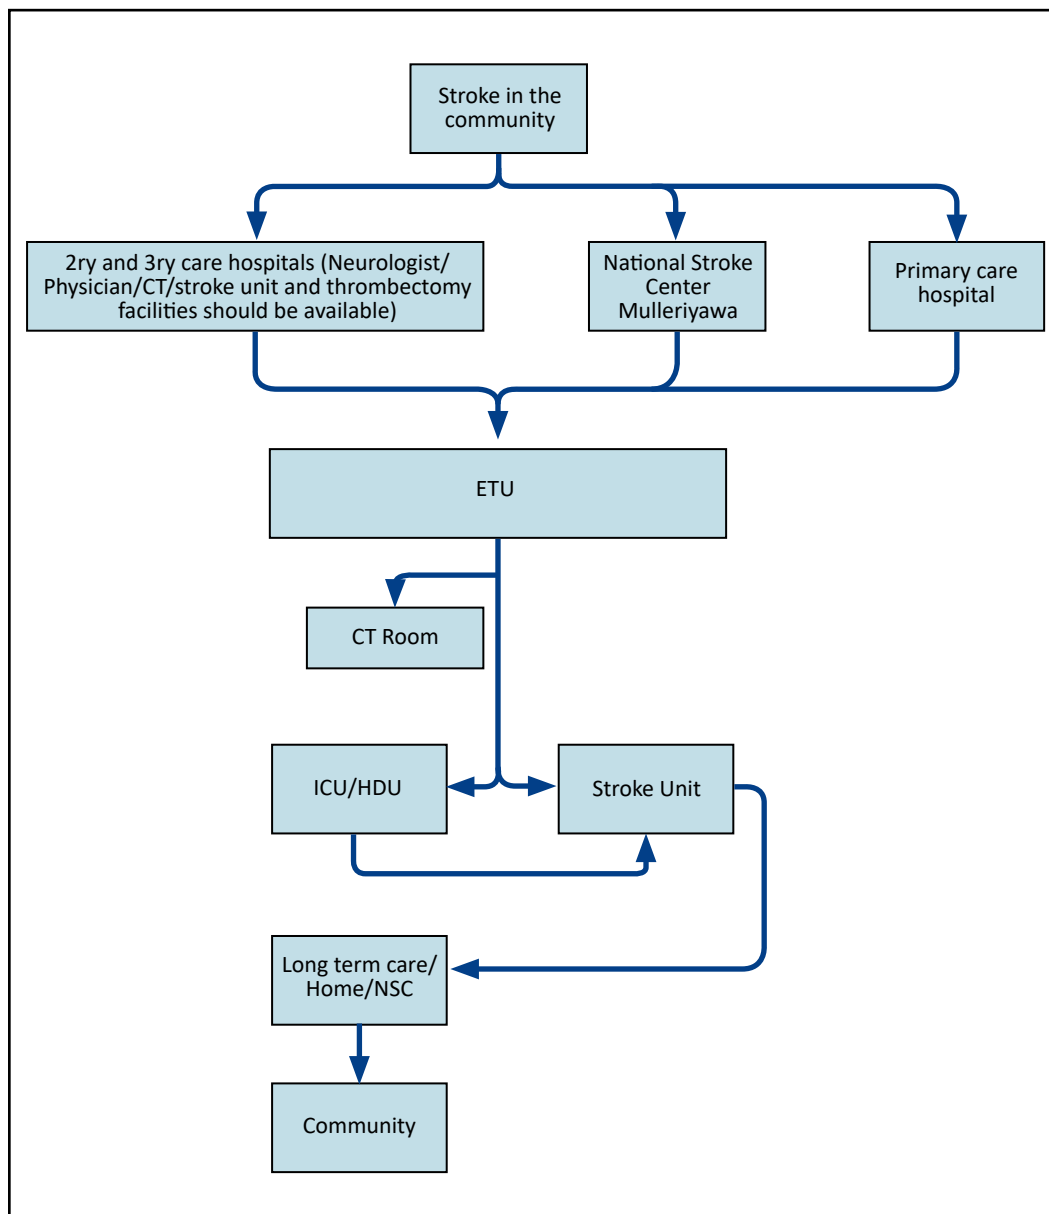 Stroke in the
community
2ry and 3ry care hospitals (Neurologist/
Physician/CT/stroke unit and thrombectomy
facilities should be available)
National Stroke
Center
Mulleriyawa
Primary care
hospital
ETU
CT Room
ICU/HDU
Stroke Unit
Long term care/
Home/NSC
Community